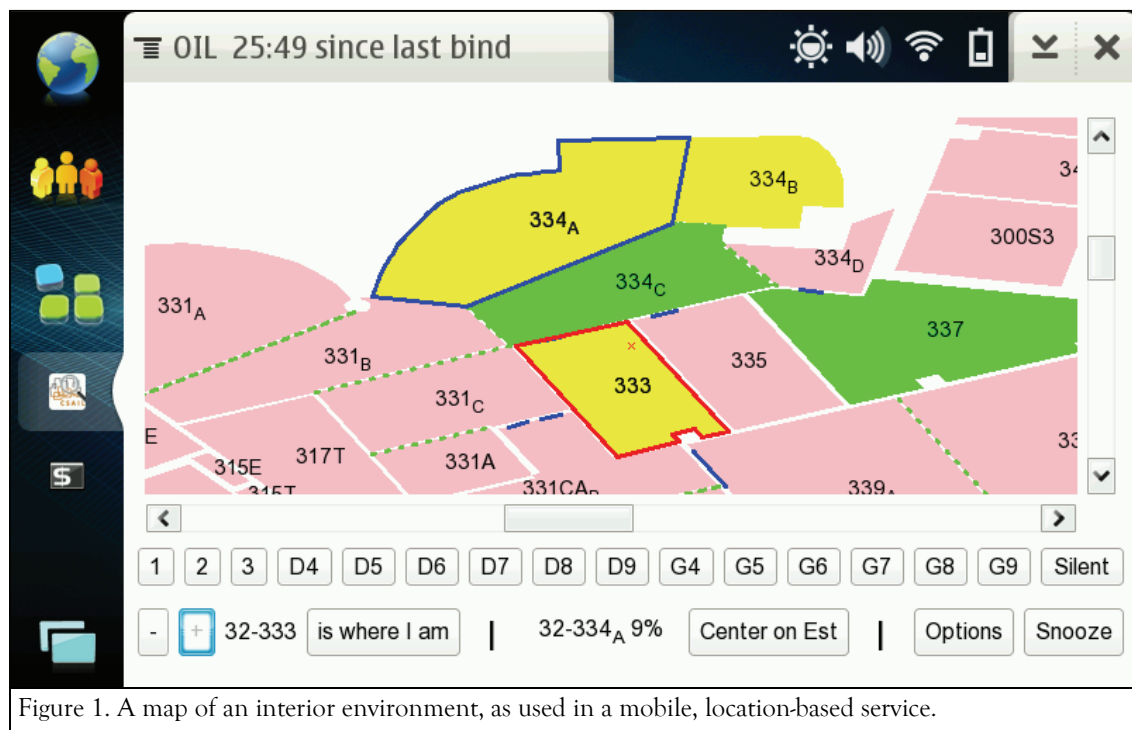 OIL 25:49 since last bind
334A
334B
334C
334D
34
300S3
331A
331B
331C
337
335
333
E
315E
317T
331A
33
315T
331CAB
339A
1 2 3 D4 D5 D6 D7 D8 D9 G4 G5 G6 G7 G8 G9 Silent
- + 32-333 is where I am | 32-334A 9% Center on Est | Options Snooze
Figure 1. A map of an interior environment, as used in a mobile, location-based service.